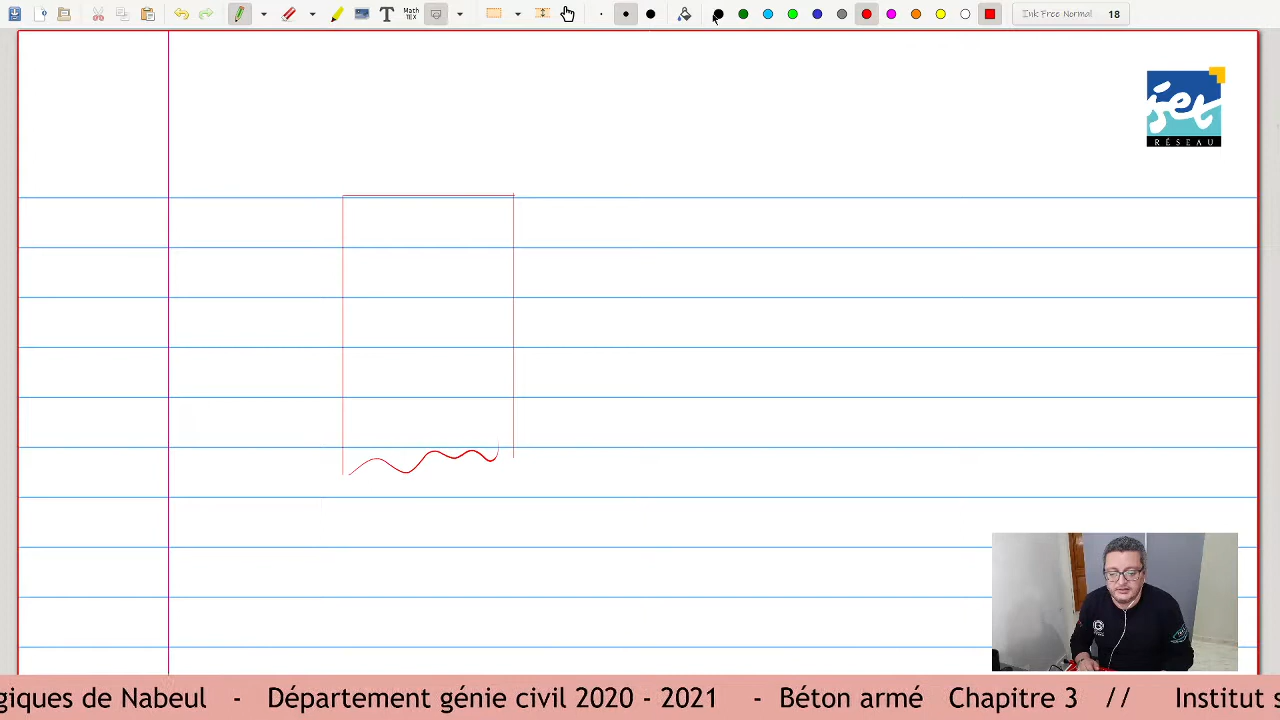 Math
TEX
Ink Free Normal 18
iset
RÉSEAU
giques de Nabeul - Département génie civil 2020 - 2021 - Béton armé Chapitre 3 // Institut s